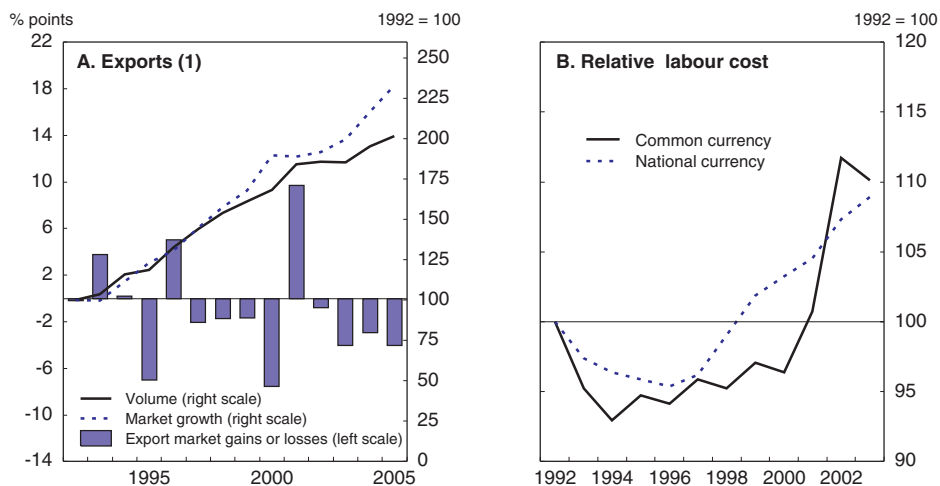 % points
1992 = 100
22
18
14
10
6
2
-2
-6
-10
-14
A. Exports (1)
250
225
200
175
150
125
100
75
50
25
0
Volume (right scale)
Market growth (right scale)
Export market gains or losses (left scale)
1995 2000 2005
1992 = 100
B. Relative labour cost
Common currency
National currency
120
115
110
105
100
95
90
1992 1994 1996 1998 2000 2002